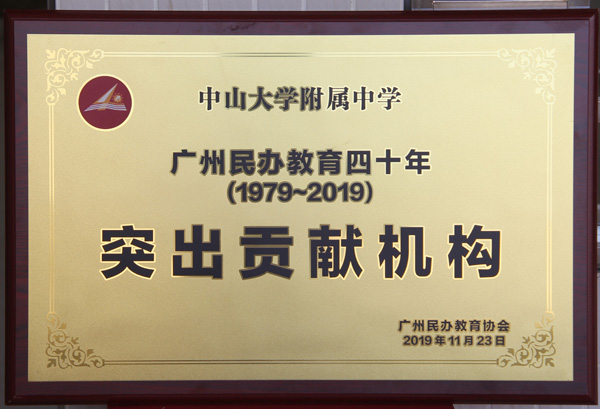 中山大学附属中学
广州民办教育四十年
(1979~2019)
突出贡献机构
广州民办教育协会
2019年11月23日